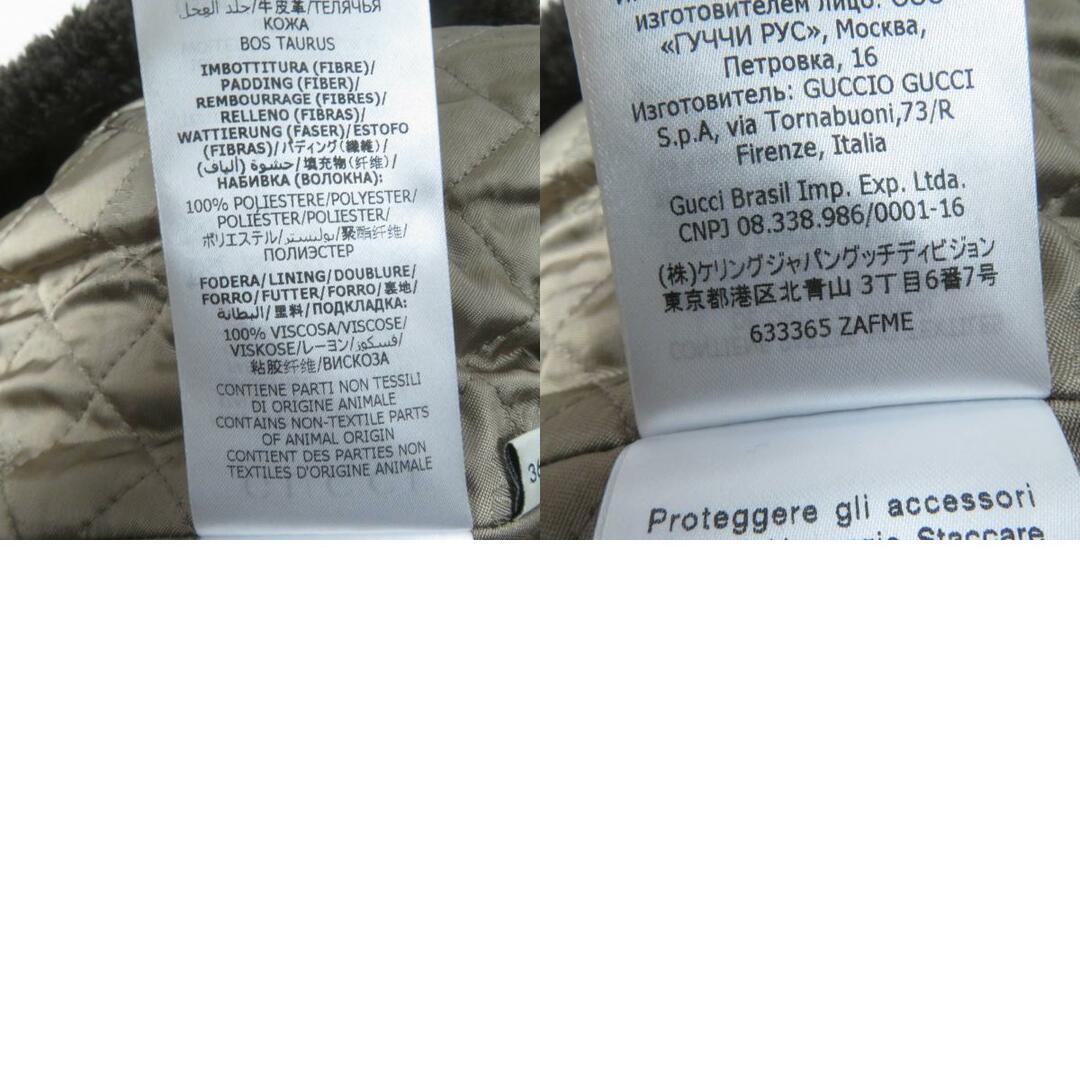 جلد العجل/牛皮革/ТЕЛЯЧЬЯ
КОЖА
BOS TAURUS
IMBOTTITURA (FIBRE)/
PADDING (FIBER)/
REMBOURRAGE (FIBRES)/
RELLENO (FIBRAS)/
WATTIERUNG (FASER)/ESTOFO
(FIBRAS)/パディング(繊維)/
حشوة (ألياف)/填充物(纤维)/
НАБИВКА (ВОЛОКНА):
100% POLIESTERE/POLYESTER/
POLIÉSTER/POLIESTER/
ポリエステル/بوليستر/聚酯纤维/
ПОЛИЭСТЕР
FODERA/LINING/DOUBLURE/
FORRO/FUTTER/FORRO/裏地/
البطانة/里料/ПОДКЛАДКА:
100% VISCOSA/VISCOSE/
VISKOSE/レーヨン/فسكوز/
粘胶纤维/ВИСКОЗА
CONTIENE PARTI NON TESSILI
DI ORIGINE ANIMALE
CONTAINS NON-TEXTILE PARTS
OF ANIMAL ORIGIN
CONTIENT DES PARTIES NON
TEXTILES D'ORIGINE ANIMALE
изготовителем лицо: ООО
«ГУЧЧИ РУС», Москва,
Петровка, 16
Изготовитель: GUCCIO GUCCI
S.p.A, via Tornabuoni,73/R
Firenze, Italia
Gucci Brasil Imp. Exp. Ltda.
CNPJ 08.338.986/0001-16
(株)ケリングジャパングッチディビジョン
東京都港区北青山 3丁目6番7号
633365 ZAFME
Proteggere gli accessori
Staccare